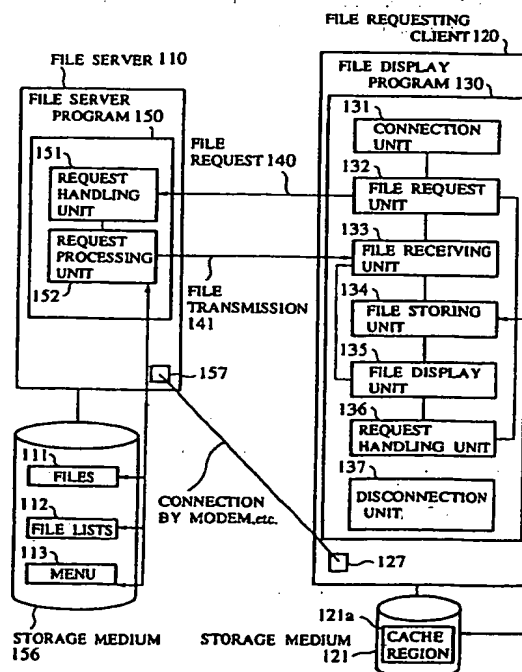 FILE SERVER 110
FILE SERVER
PROGRAM 150
151
REQUEST
HANDLING
UNIT
REQUEST
PROCESSING
UNIT
152
FILE
REQUEST 140
FILE
TRANSMISSION
141
157
CONNECTION
BY MODEM,etc.
111
FILES
112
FILE LISTS
113
MENU
STORAGE MEDIUM
156
FILE REQUESTING
CLIENT 120
FILE DISPLAY
PROGRAM 130
131
CONNECTION
UNIT
132
FILE REQUEST
UNIT
133
FILE RECEIVING
UNIT
134
FILE STORING
UNIT
135
FILE DISPLAY
UNIT
136
REQUEST
HANDLING UNIT
137
DISCONNECTION
UNIT
127
STORAGE MEDIUM
121
121a
CACHE
REGION